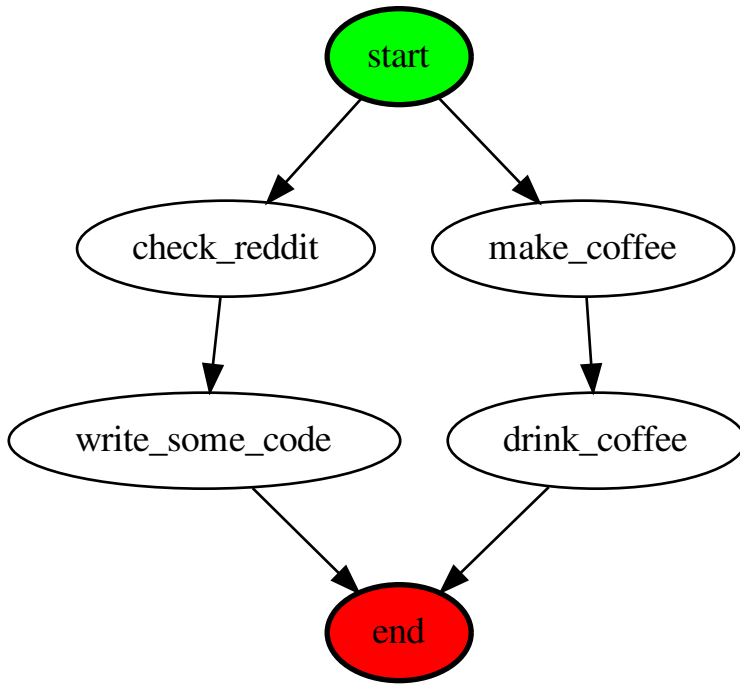 start
check_reddit
make_coffee
write_some_code
drink_coffee
end